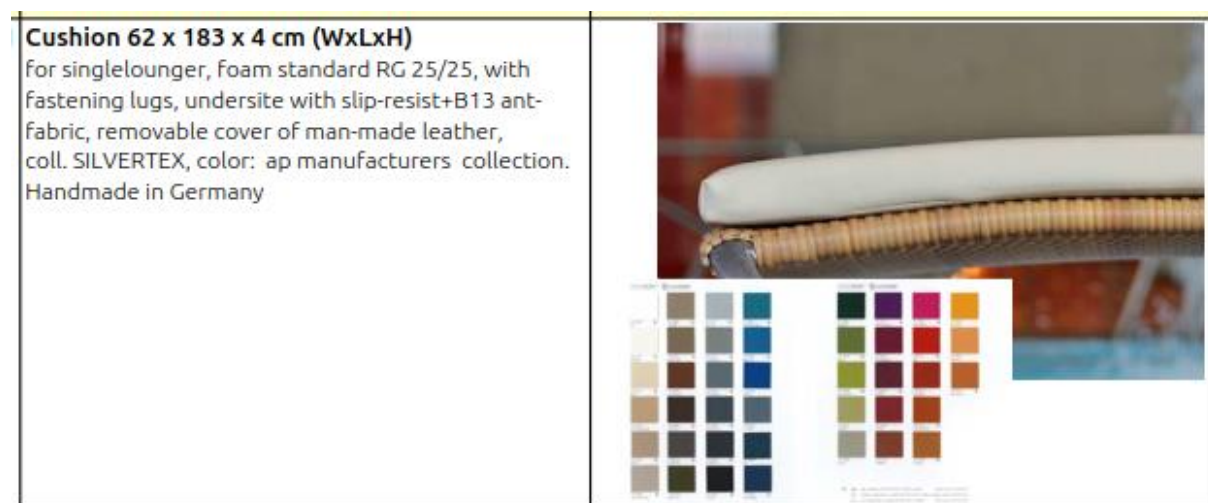 Cushion 62 x 183 x 4 cm (WxLxH)
for singlelounger, foam standard RG 25/25, with
fastening lugs, undersite with slip-resist+B13 ant-
fabric, removable cover of man-made leather,
coll. SILVERTEX, color: ap manufacturers collection.
Handmade in Germany